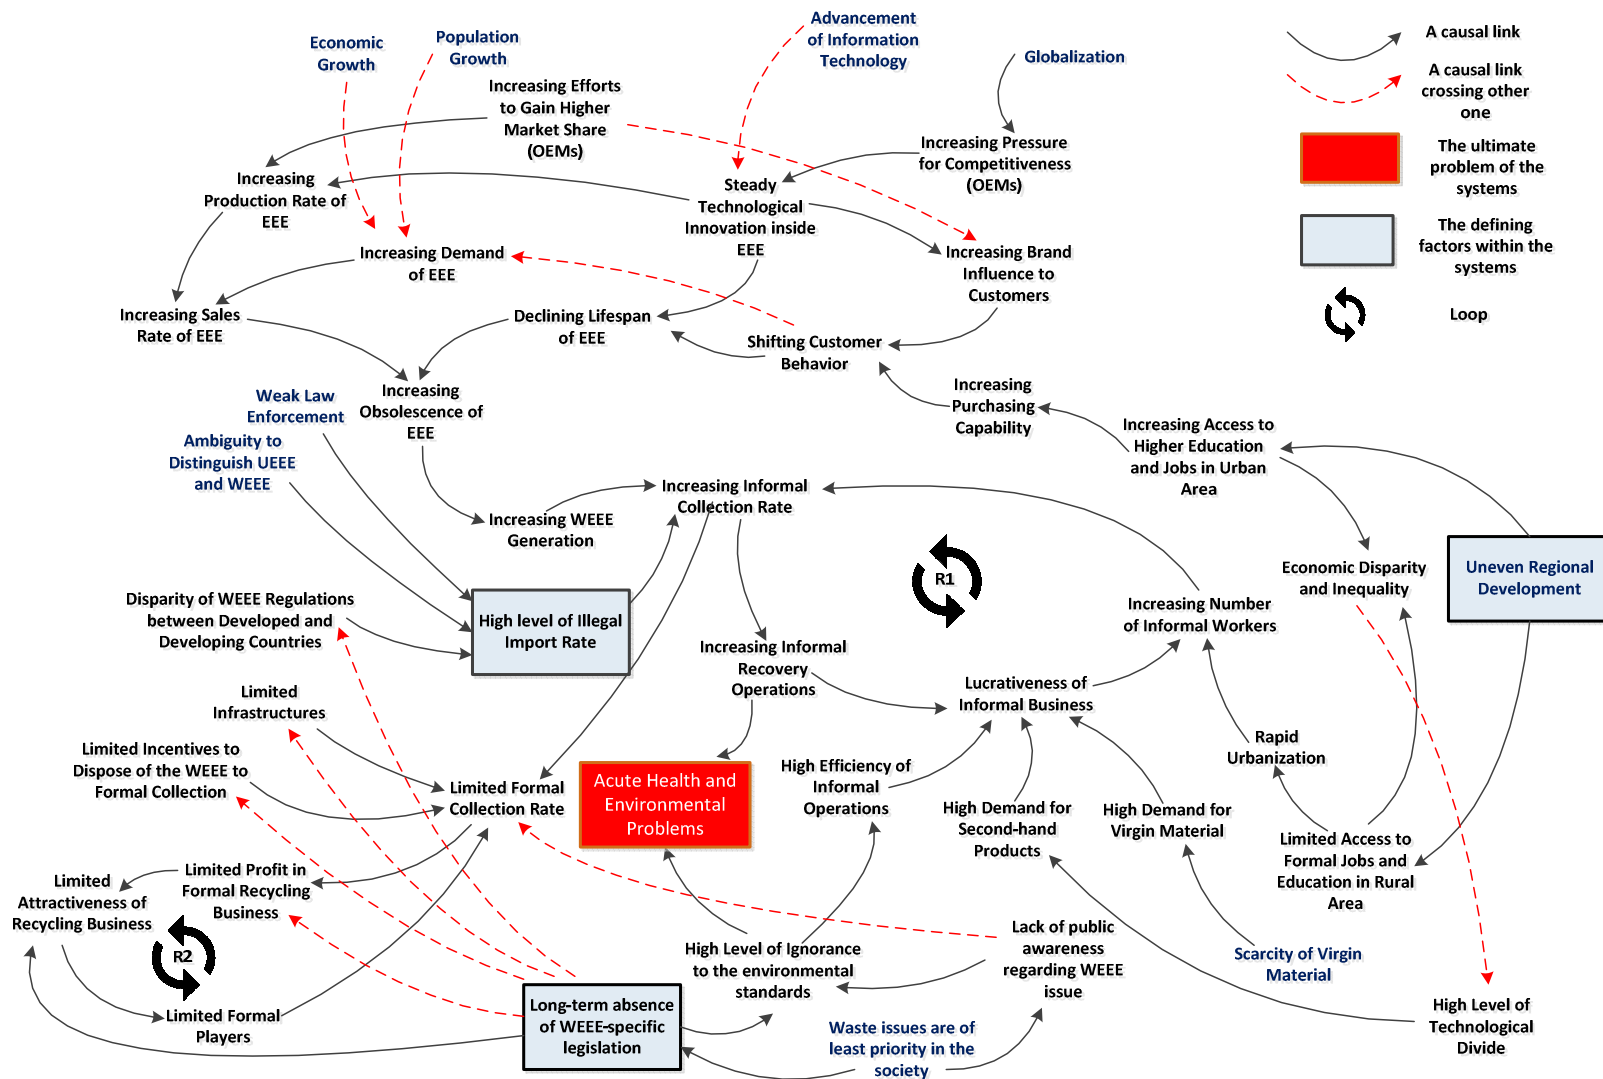 Economic
Growth
Population
Growth
Advancement
of Information
Technology
Globalization
A causal link
A causal link
crossing other
one
The ultimate
problem of the
systems
The defining
factors within the
systems
Loop
Increasing Efforts
to Gain Higher
Market Share
(OEMs)
Increasing Pressure
for Competitiveness
(OEMs)
Increasing
Production Rate of
EEE
Steady
Technological
Innovation inside
EEE
Increasing Demand
of EEE
Increasing Brand
Influence to
Customers
Increasing Sales
Rate of EEE
Declining Lifespan
of EEE
Shifting Customer
Behavior
Increasing
Obsolescence of
EEE
Increasing
Purchasing
Capability
Increasing Access to
Higher Education
and Jobs in Urban
Area
Weak Law
Enforcement
Ambiguity to
Distinguish UEEE
and WEEE
Increasing WEEE
Generation
Increasing Informal
Collection Rate
R1
Economic Disparity
and Inequality
Uneven Regional
Development
Disparity of WEEE Regulations
between Developed and
Developing Countries
High level of Illegal
Import Rate
Increasing Number
of Informal Workers
Increasing Informal
Recovery
Operations
Lucrativeness of
Informal Business
Limited
Infrastructures
Rapid
Urbanization
Limited Incentives to
Dispose of the WEEE to
Formal Collection
Limited Formal
Collection Rate
Acute Health and
Environmental
Problems
High Efficiency of
Informal
Operations
High Demand for
Second-hand
Products
High Demand for
Virgin Material
Limited Access to
Formal Jobs and
Education in Rural
Area
Limited
Attractiveness of
Recycling Business
Limited Profit in
Formal Recycling
Business
R2
High Level of Ignorance
to the environmental
standards
Lack of public
awareness
regarding WEEE
issue
Scarcity of Virgin
Material
Limited Formal
Players
Long-term absence
of WEEE-specific
legislation
Waste issues are of
least priority in the
society
High Level of
Technological
Divide